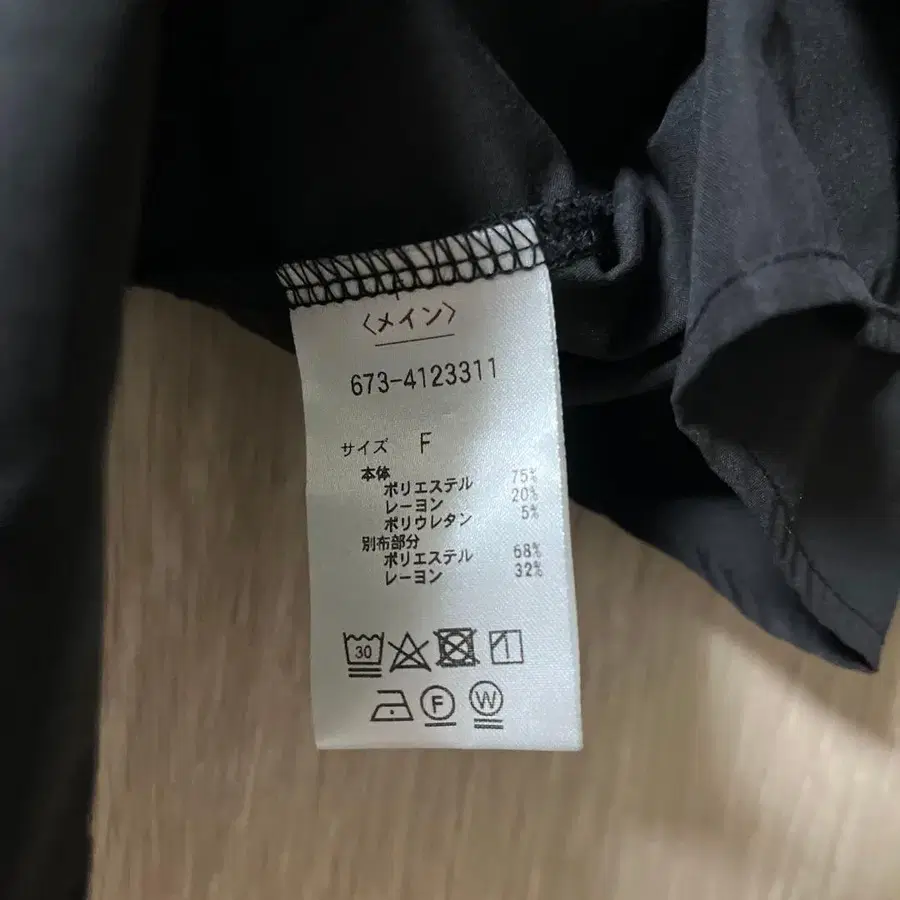 〈メイン〉
673-4123311
サイズ F
本体
ポリエステル 75%
レーヨン 20%
ポリウレタン 5%
別布部分
ポリエステル 68%
レーヨン 32%
30
F W